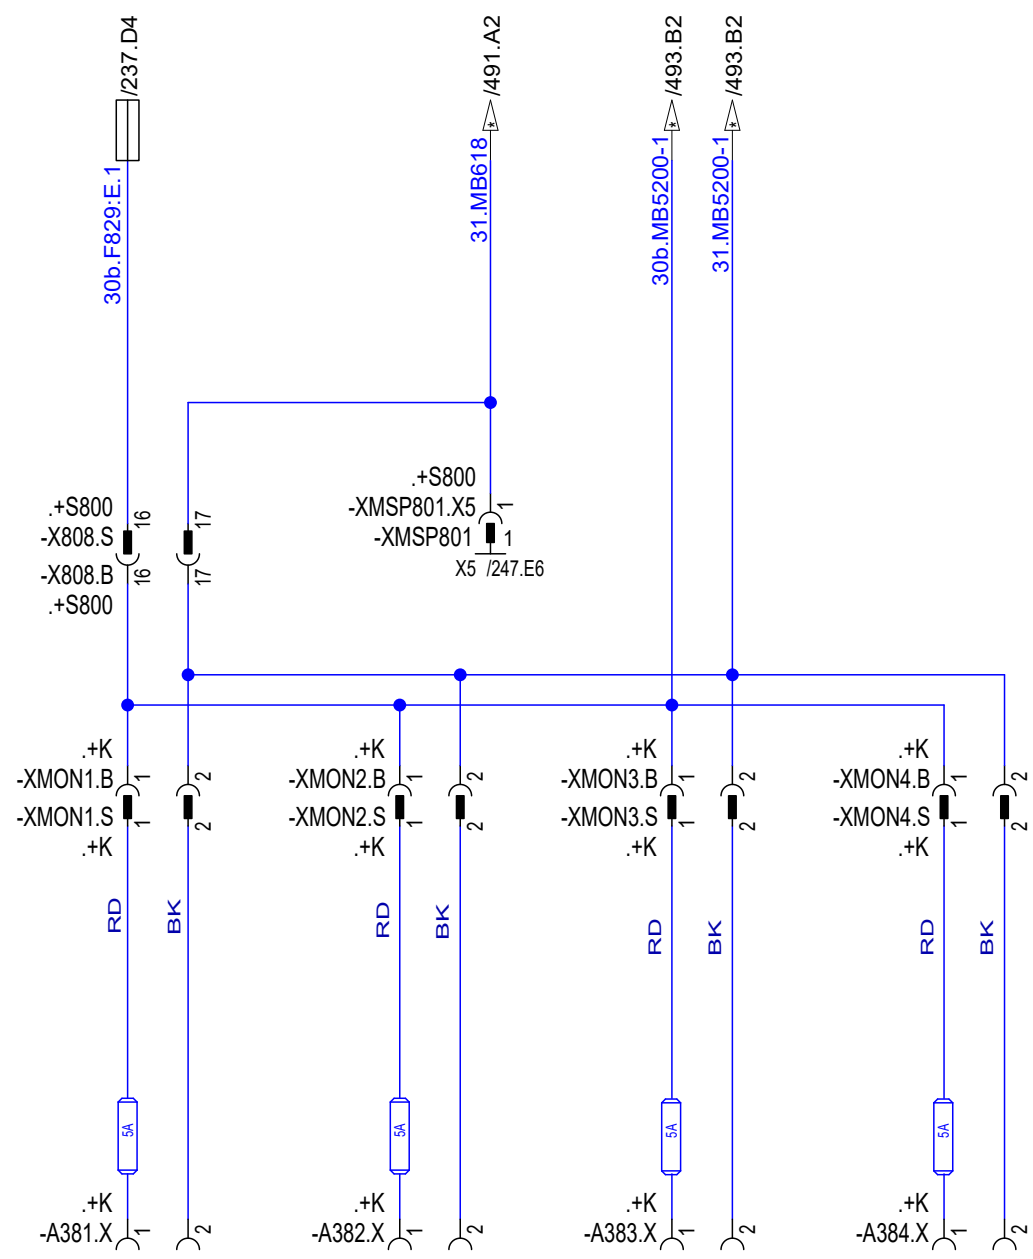 /237.D4
/491.A2
/493.B2
/493.B2
*
*
*
30b.F829:E.1
31.MB618
30b.MB5200-1
31.MB5200-1
.+S800
-XMSP801.X5 1
-XMSP801 1
X5 /247.E6
.+S800 16 17
-X808.S
-X808.B 16 17
.+S800
.+K .+K .+K .+K
-XMON1.B 1 2 -XMON2.B 1 2 -XMON3.B 1 2 -XMON4.B 1 2
-XMON1.S 1 2 -XMON2.S 1 2 -XMON3.S 1 2 -XMON4.S 1 2
.+K .+K .+K .+K
RD BK RD BK RD BK RD BK
5A 5A 5A 5A
.+K .+K .+K .+K
-A381.X 1 2 -A382.X 1 2 -A383.X 1 2 -A384.X 1 2